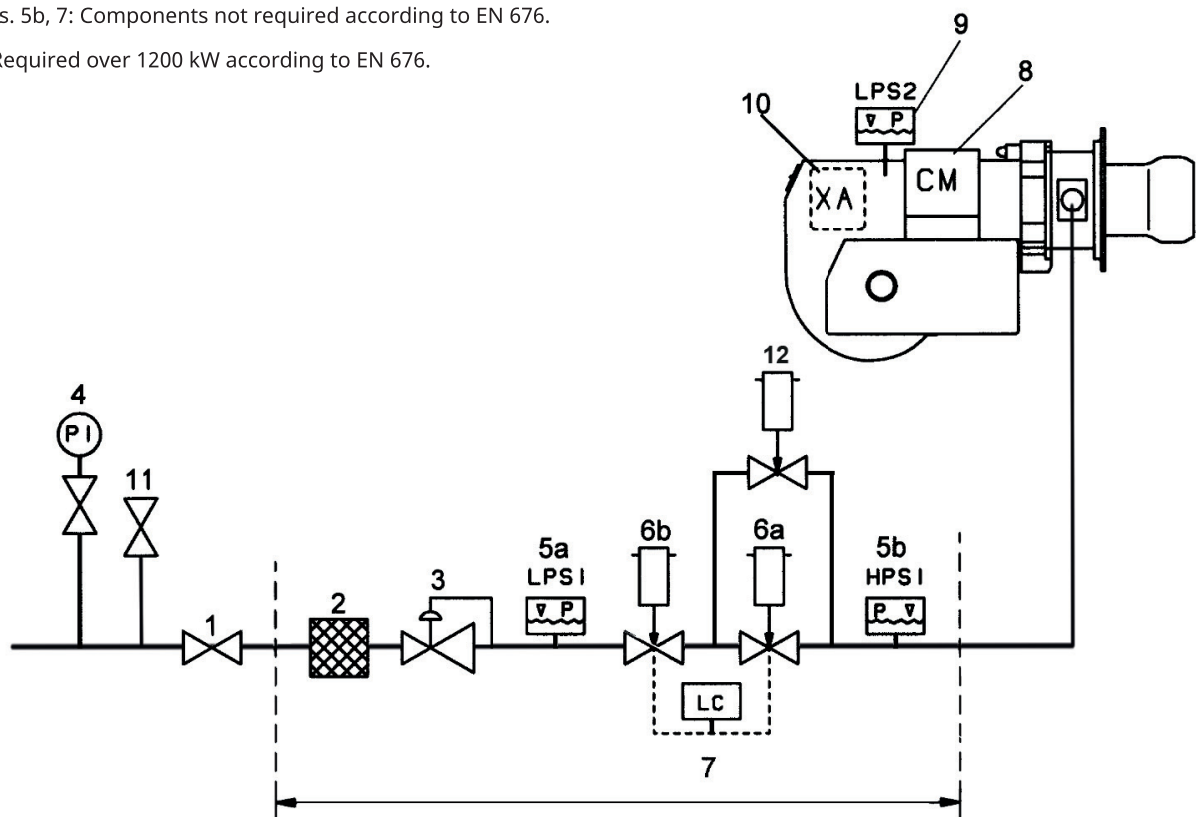 s. 5b, 7: Components not required according to EN 676.
Required over 1200 kW according to EN 676.
9
8
LPS2
10
P
CM
XA
12
4
PI
11
6b
6a
5a
5b
LPS1
HPS1
3
2
P
P
1
LC
7